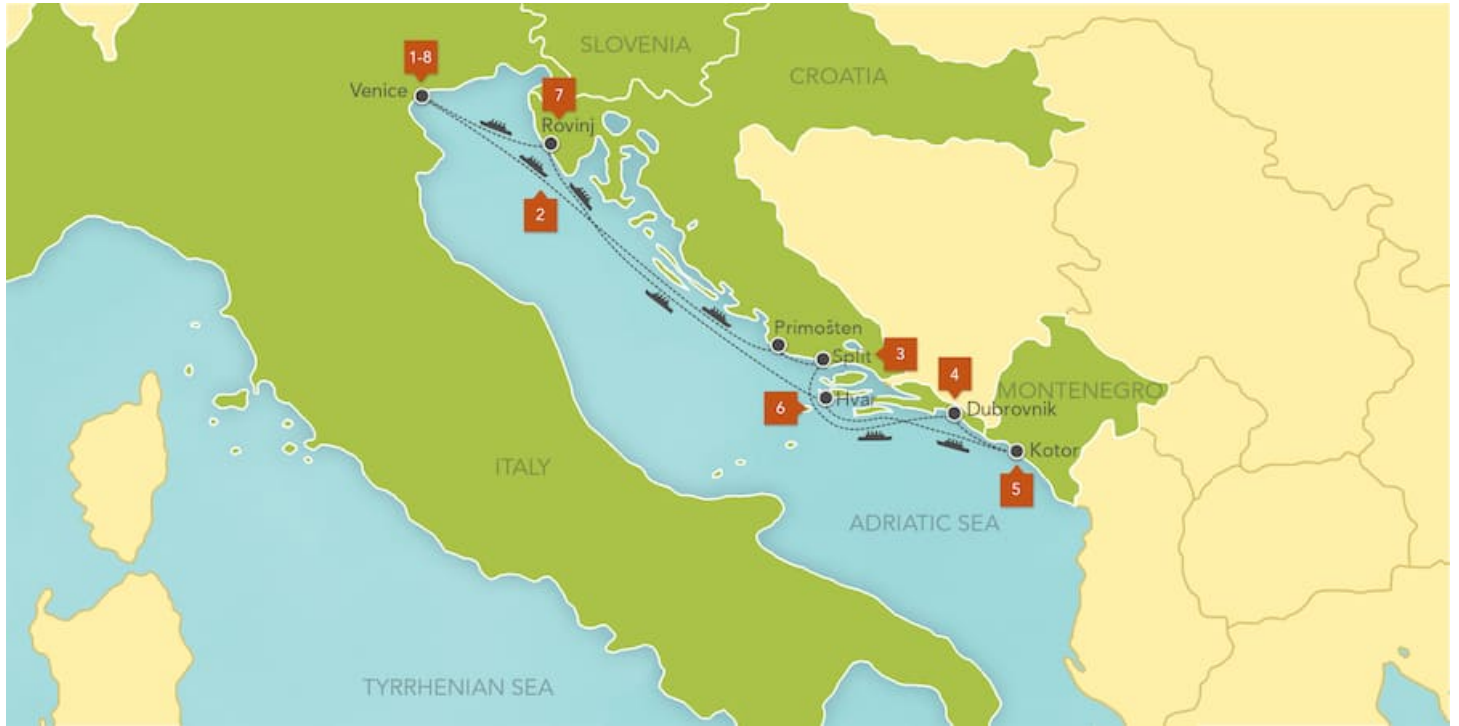 SLOVENIA
1-8
CROATIA
Venice
7
Rovinj
2
Primošten
Split
3
4
MONTENEGRO
6
Hvar
Dubrovnik
Kotor
ITALY
5
ADRIATIC SEA
TYRRHENIAN SEA